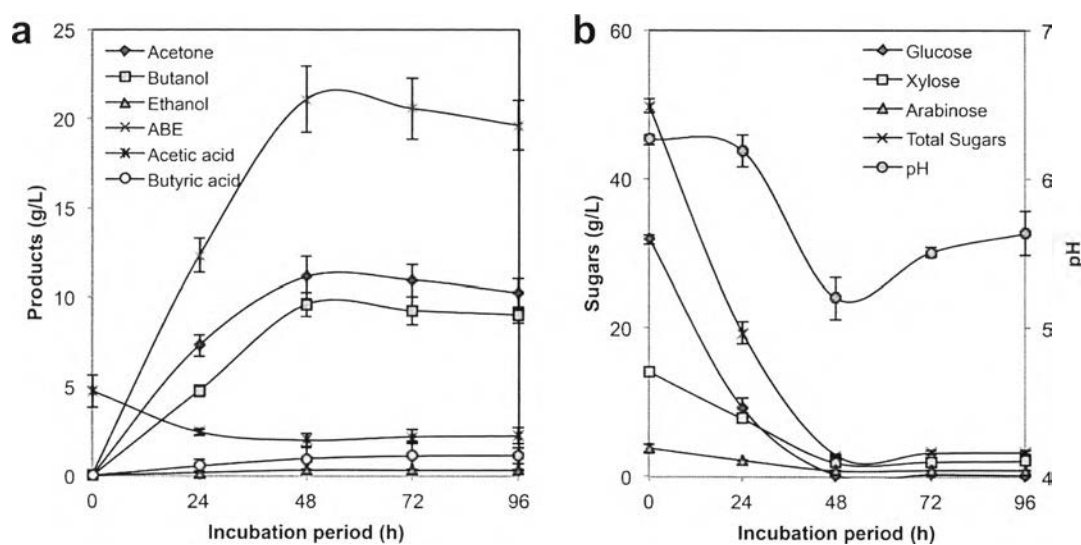 a
25
20
15
10
5
0
Products (g/L)
Acetone
Butanol
Ethanol
ABE
Acetic acid
Butyric acid
0 24 48 72 96
Incubation period (h)
b
60
40
20
0
Sugars (g/L)
Glucose
Xylose
Arabinose
Total Sugars
pH
7
6
5
4
pH
0 24 48 72 96
Incubation period (h)